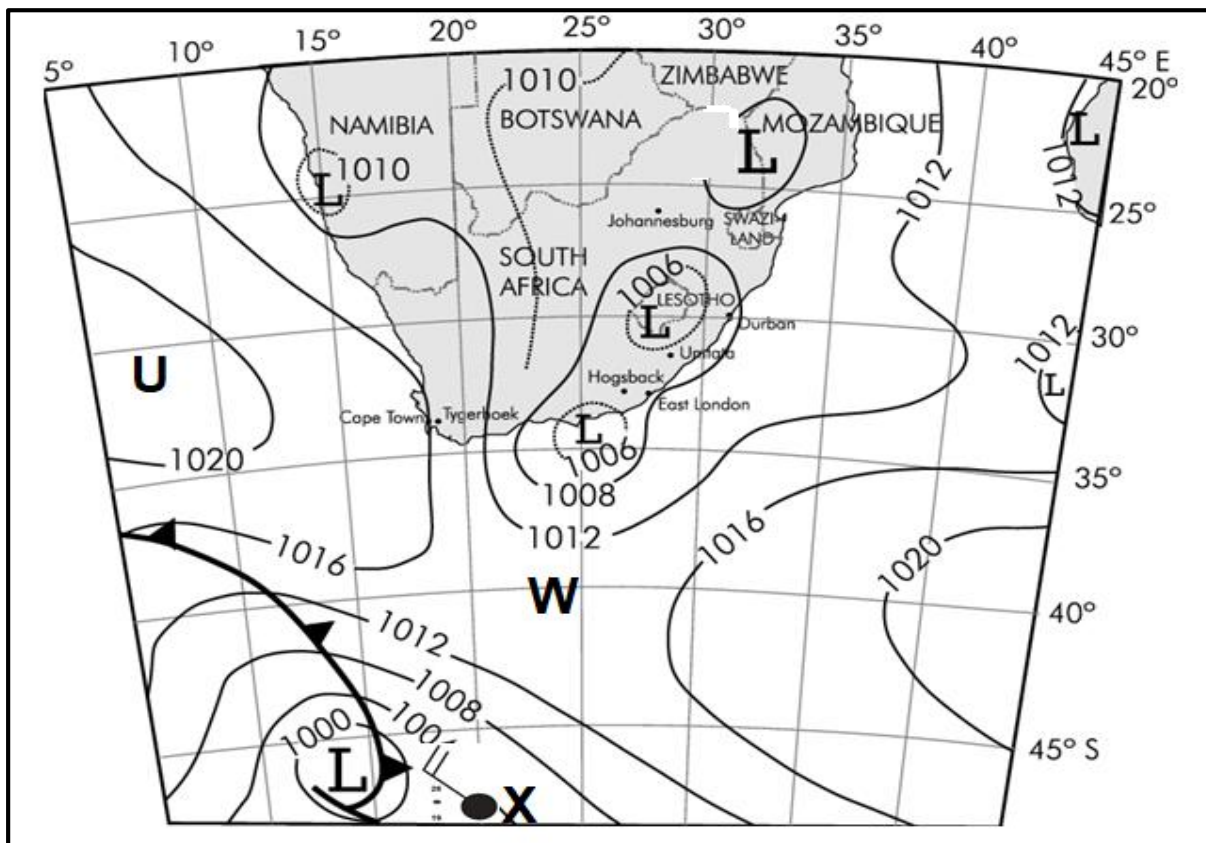 5° 10° 15° 20° 25° 30° 35° 40° 45° E
20°
1010
ZIMBABWE
NAMIBIA
BOTSWANA
MOZAMBIQUE
L
L
1010
L
1012
1012
25°
Johannesburg
SWAZI-
LAND
SOUTH
AFRICA
1006
LESOTHO
L
Durban
1012
30°
U
Umtata
L
Hogsback
East London
Cape Town
Tygerhoek
L
1006
1020
1008
35°
1012
1016
1016
1020
W
40°
1012
1008
1000
L
45° S
X